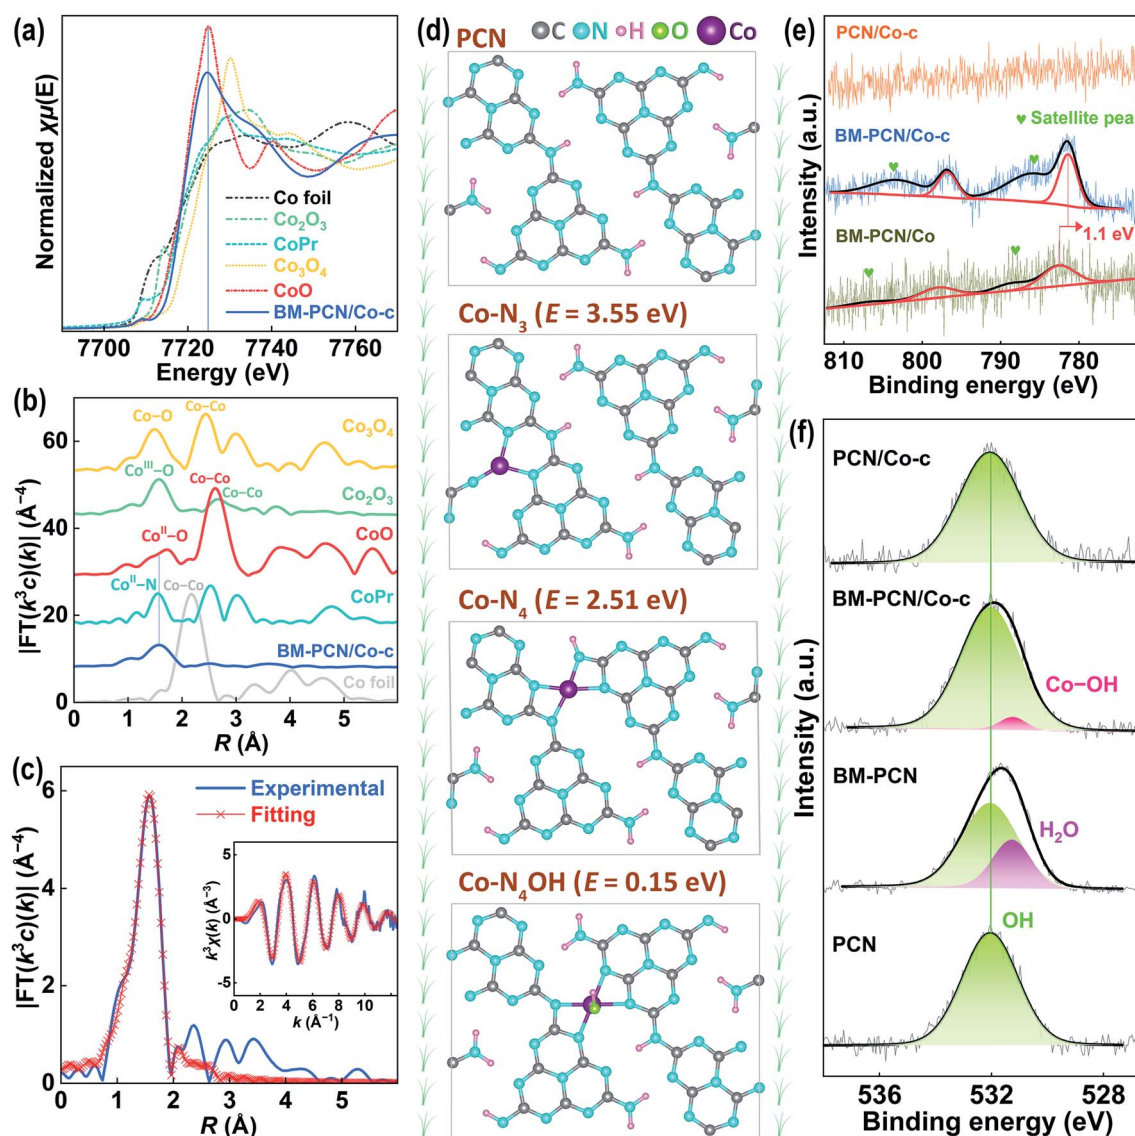 (a)
Normalized χμ(E)
Co foil
Co₂O₃
CoPr
Co₃O₄
CoO
BM-PCN/Co-c
7700 7720 7740 7760
Energy (eV)
(b)
|FT(k³c)(k)| (Å⁻⁴)
60
40
20
0
Co–O
Co–Co
Co₃O₄
Coᴵᴵᴵ–O
Co–Co
Co–Co
Co₂O₃
Coᴵᴵ–O
CoO
Coᴵᴵ–N
Co–Co
CoPr
BM-PCN/Co-c
Co foil
0 1 2 3 4 5
R (Å)
(c)
|FT(k³c)(k)| (Å⁻⁴)
6
4
2
0
Experimental
Fitting
k³χ(k) (Å⁻³)
5
0
-5
0 2 4 6 8 10
k (Å⁻¹)
0 1 2 3 4 5
R (Å)
(d)
PCN
C N H O Co
Co-N₃ (E = 3.55 eV)
Co-N₄ (E = 2.51 eV)
Co-N₄OH (E = 0.15 eV)
(e)
Intensity (a.u.)
PCN/Co-c
BM-PCN/Co-c
♥ Satellite pea
1.1 eV
BM-PCN/Co
810 800 790 780
Binding energy (eV)
(f)
Intensity (a.u.)
PCN/Co-c
BM-PCN/Co-c
Co–OH
BM-PCN
H₂O
OH
PCN
536 532 528
Binding energy (eV)